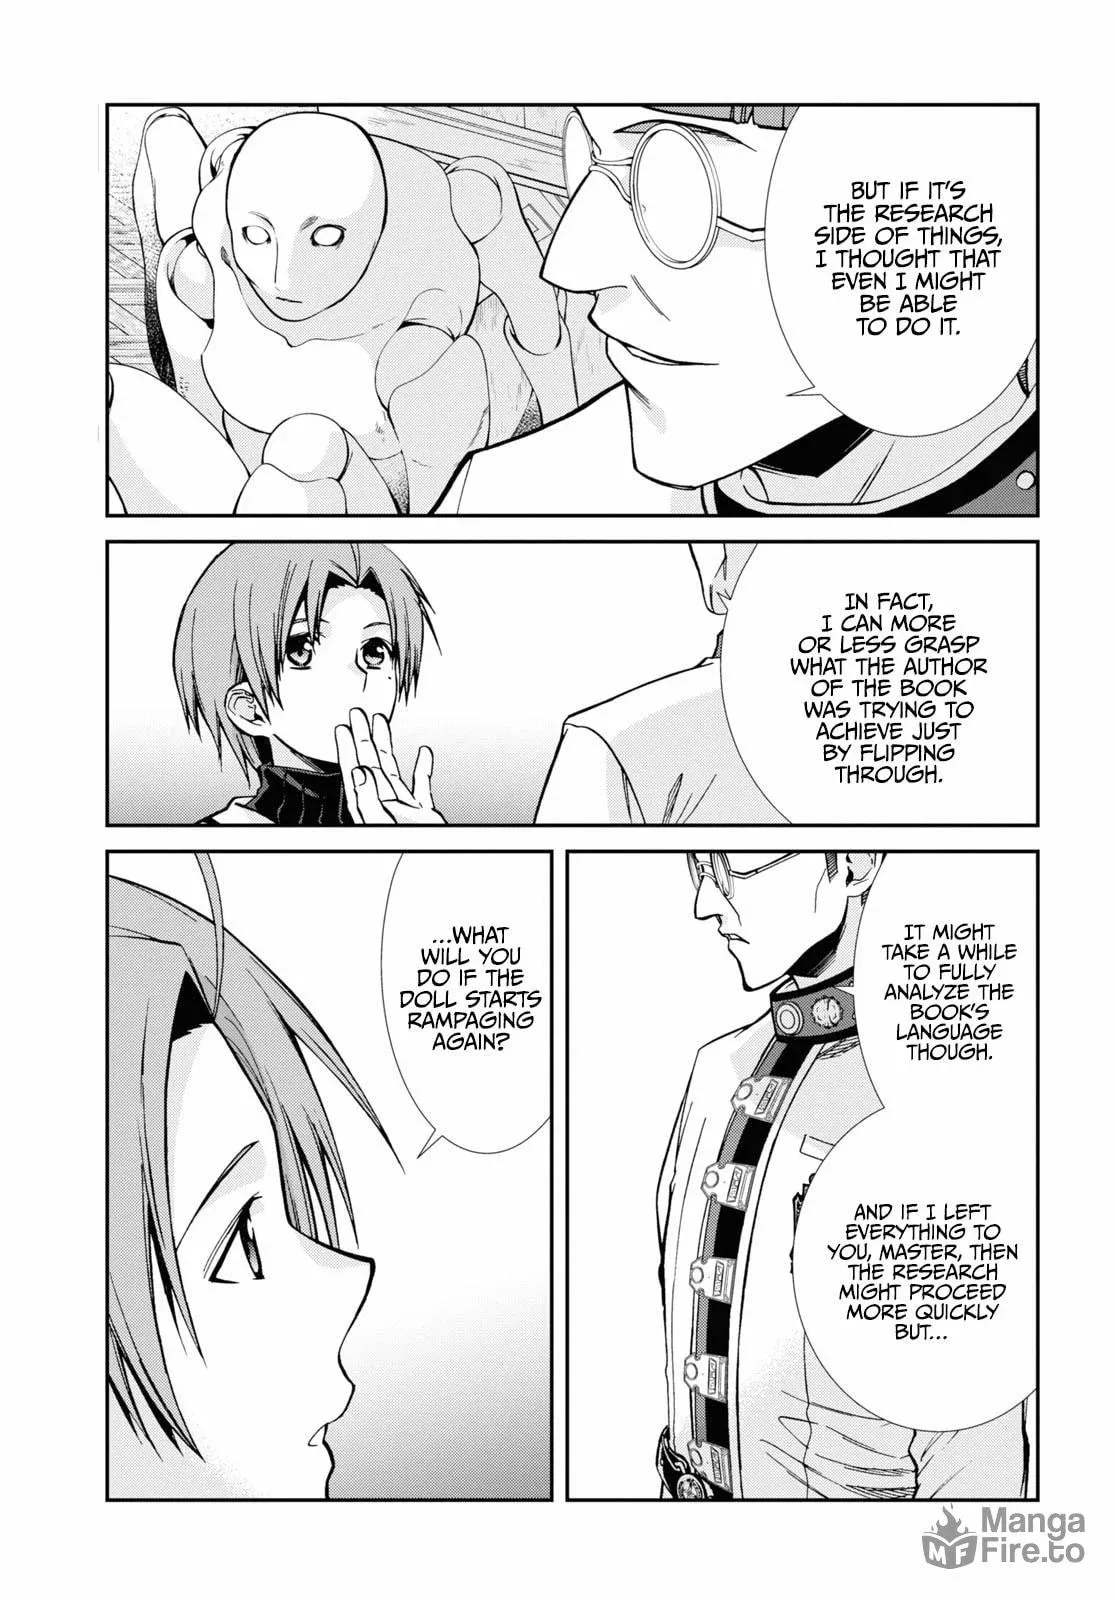 BUT IF IT'S
THE RESEARCH
SIDE OF THINGS,
I THOUGHT THAT
EVEN I MIGHT
BE ABLE
TO DO IT.
IN FACT,
I CAN MORE
OR LESS GRASP
WHAT THE AUTHOR
OF THE BOOK
WAS TRYING TO
ACHIEVE JUST
BY FLIPPING
THROUGH.
IT MIGHT
TAKE A WHILE
TO FULLY
ANALYZE THE
BOOK'S
LANGUAGE
THOUGH.
AND IF I LEFT
EVERYTHING TO
YOU, MASTER, THEN
THE RESEARCH
MIGHT PROCEED
MORE QUICKLY
BUT...
...WHAT
WILL YOU
DO IF THE
DOLL STARTS
RAMPAGING
AGAIN?
MF Manga
Fire.to